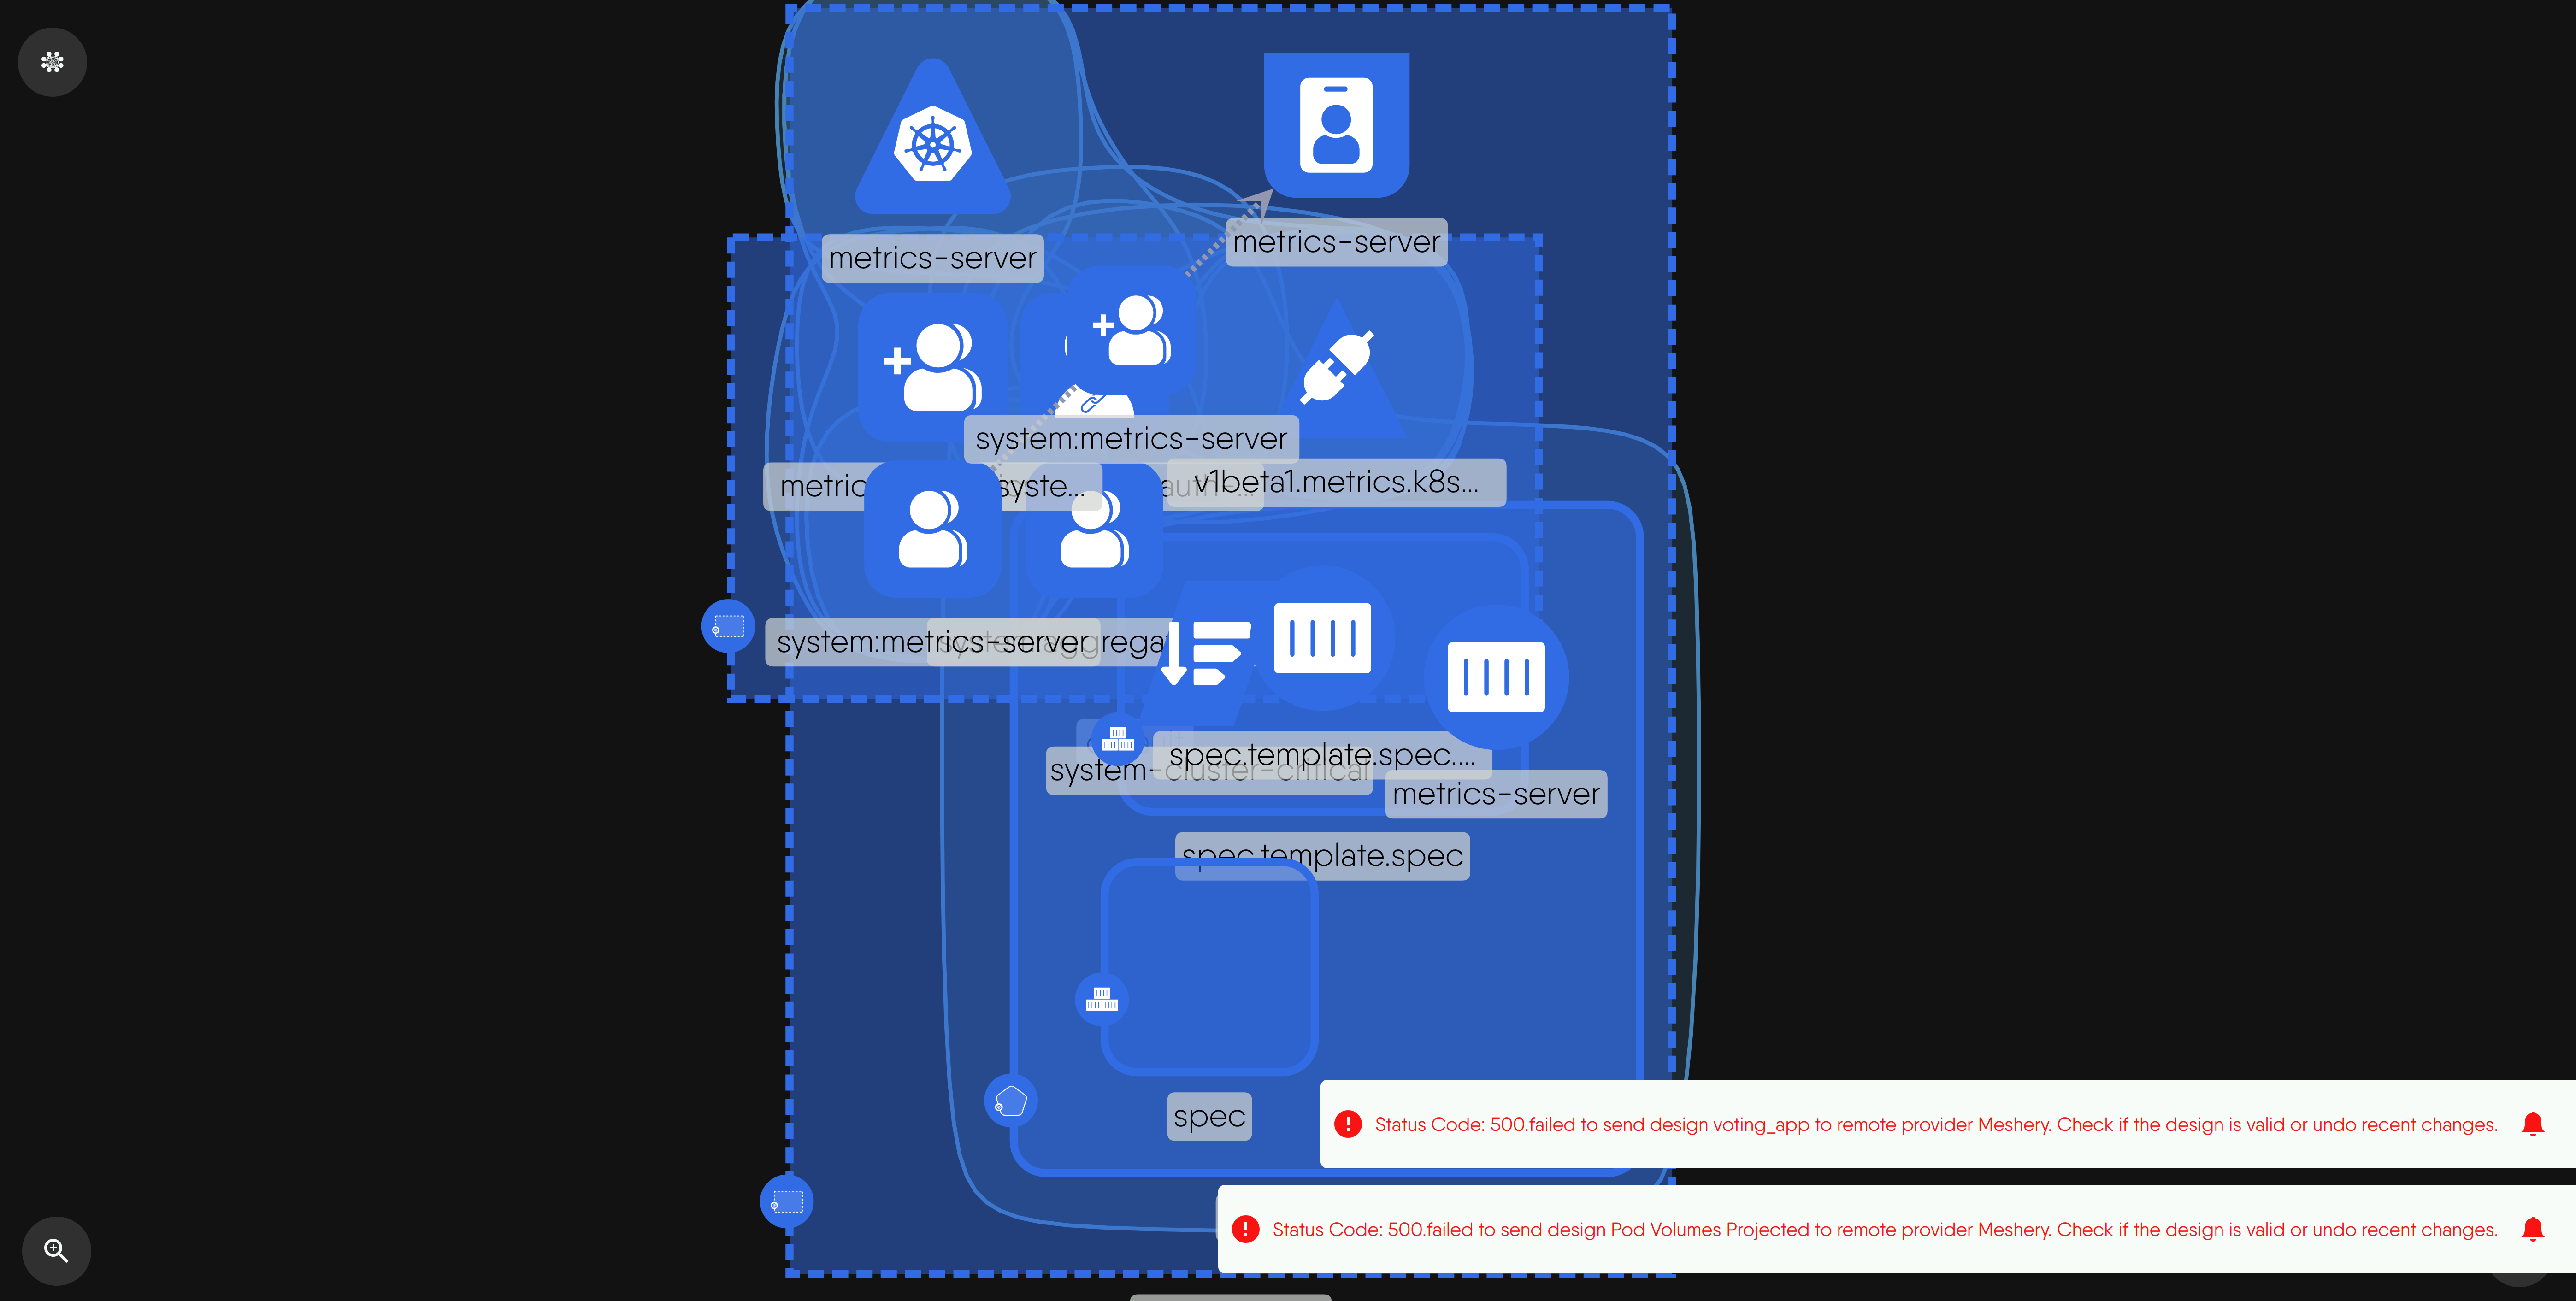 metrics-server
metrics-server
system:metrics-server
metric
syste...
auth-...
v1beta1.metrics.k8s...
system:metrics-server
spec.template.spec....
system-cluster-critical
metrics-server
spec.template.spec
spec
Status Code: 500.failed to send design voting_app to remote provider Meshery. Check if the design is valid or undo recent changes.
Status Code: 500.failed to send design Pod Volumes Projected to remote provider Meshery. Check if the design is valid or undo recent changes.